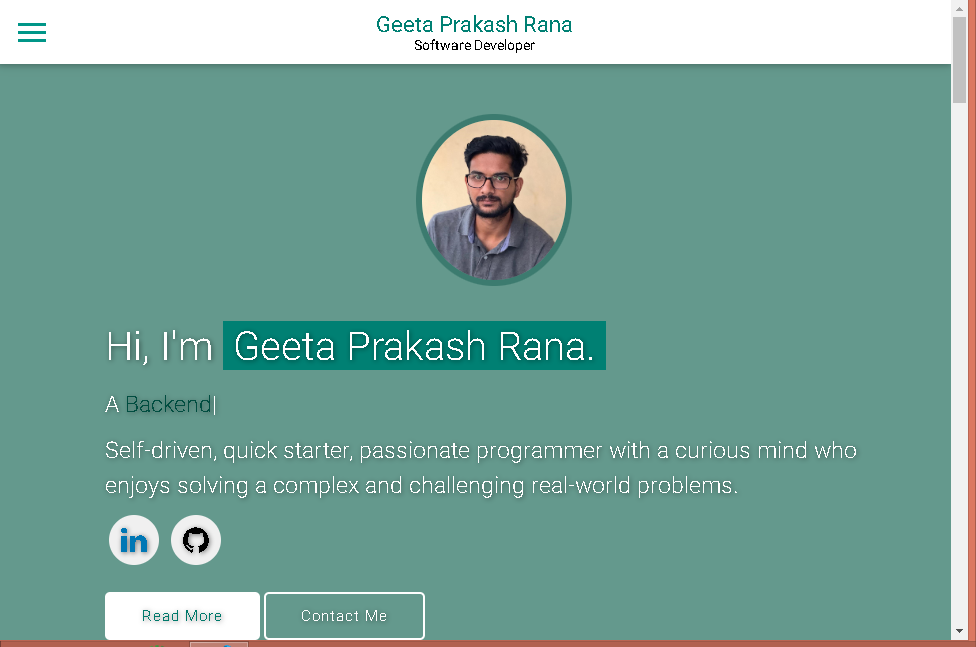 Geeta Prakash Rana
Software Developer
Hi, I'm Geeta Prakash Rana.
A Backend|
Self-driven, quick starter, passionate programmer with a curious mind who
enjoys solving a complex and challenging real-world problems.
in
Read More
Contact Me